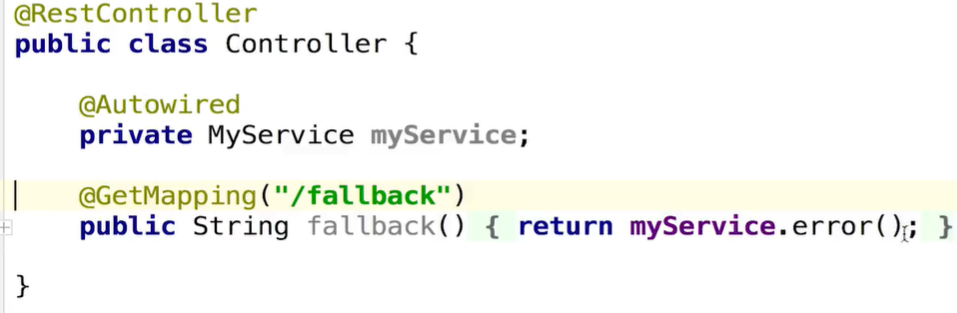 @RestController
public class Controller {
@Autowired
private MyService myService;
@GetMapping("/fallback")
public String fallback() { return myService.error(); }
}